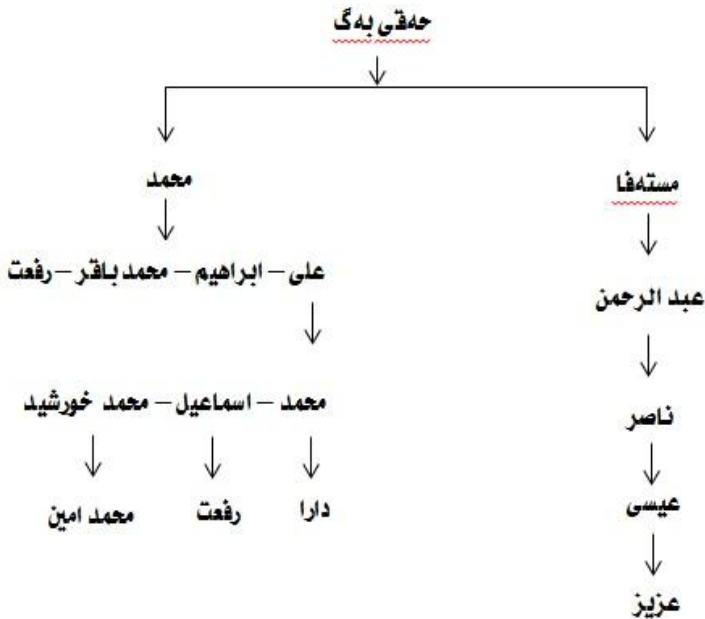 حەقی بەگ
مستەفا
محمد
علی – ابراهیم – محمد باقر – رفعت
عبد الرحمن
محمد – اسماعیل – محمد خورشید
ناصر
دارا
رفعت
محمد امین
عیسی
عزیز